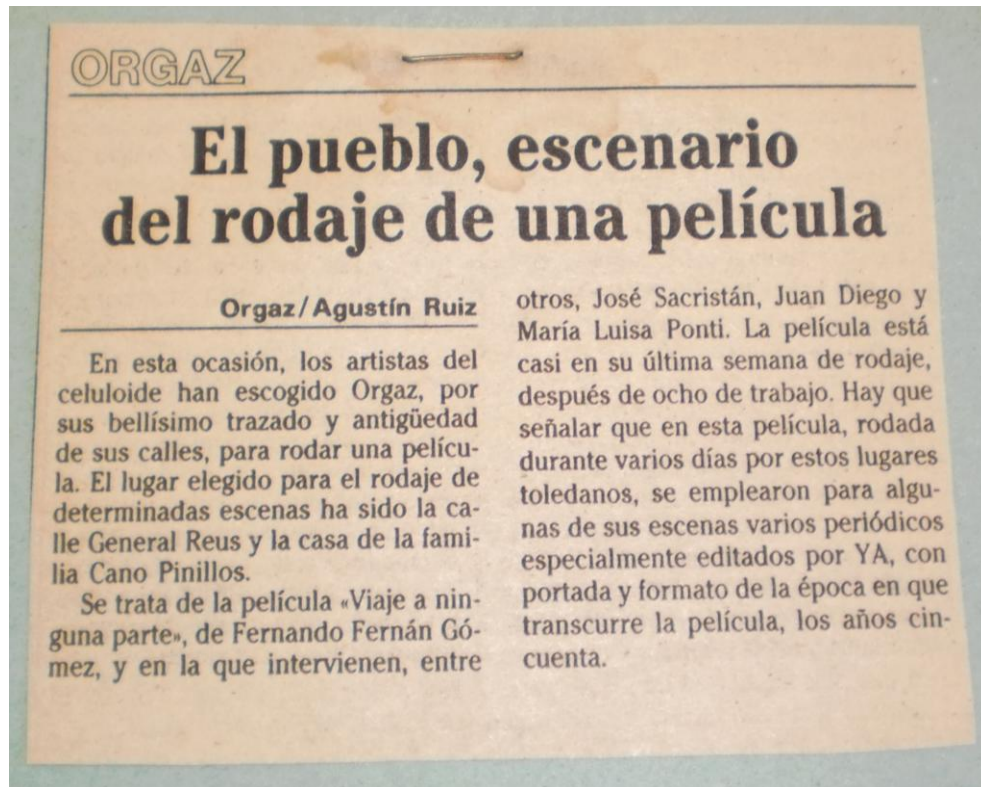 ORGAZ
El pueblo, escenario
del rodaje de una película
Orgaz/Agustín Ruiz
En esta ocasión, los artistas del
celuloide han escogido Orgaz, por
sus bellísimo trazado y antigüedad
de sus calles, para rodar una pelícu-
la. El lugar elegido para el rodaje de
determinadas escenas ha sido la ca-
lle General Reus y la casa de la fami-
lia Cano Pinillos.
Se trata de la película «Viaje a nin-
guna parte», de Fernando Fernán Gó-
mez, y en la que intervienen, entre
otros, José Sacristán, Juan Diego y
María Luisa Ponti. La película está
casi en su última semana de rodaje,
después de ocho de trabajo. Hay que
señalar que en esta película, rodada
durante varios días por estos lugares
toledanos, se emplearon para algu-
nas de sus escenas varios periódicos
especialmente editados por YA, con
portada y formato de la época en que
transcurre la película, los años cin-
cuenta.